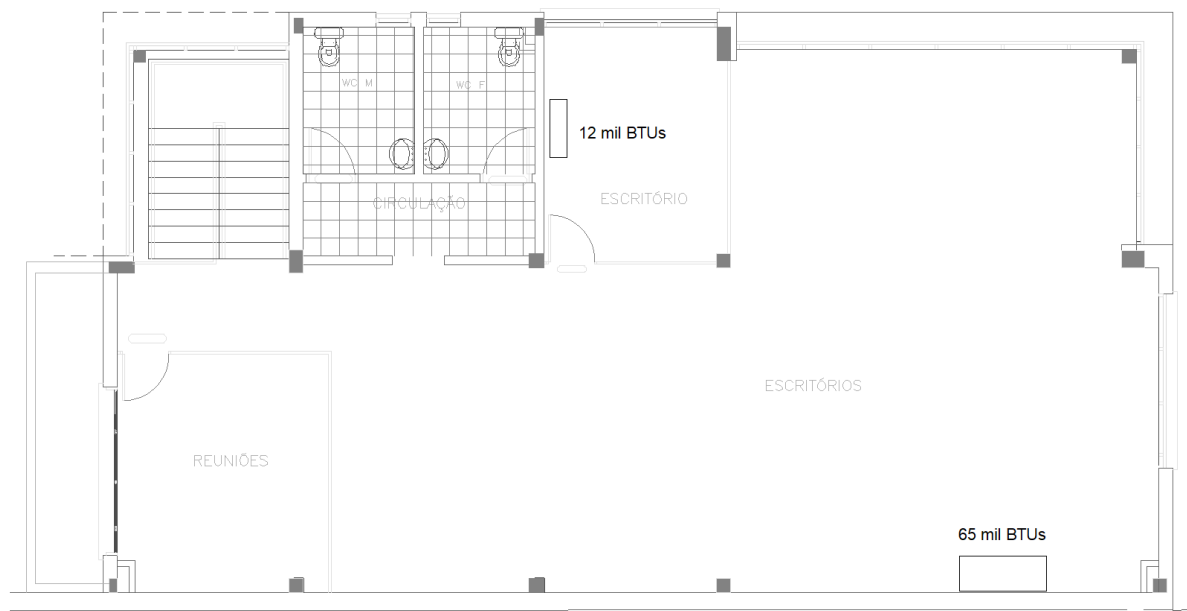 WC M
WC F
12 mil BTUs
ESCRITÓRIO
CIRCULAÇÃO
ESCRITÓRIOS
REUNIÕES
65 mil BTUs